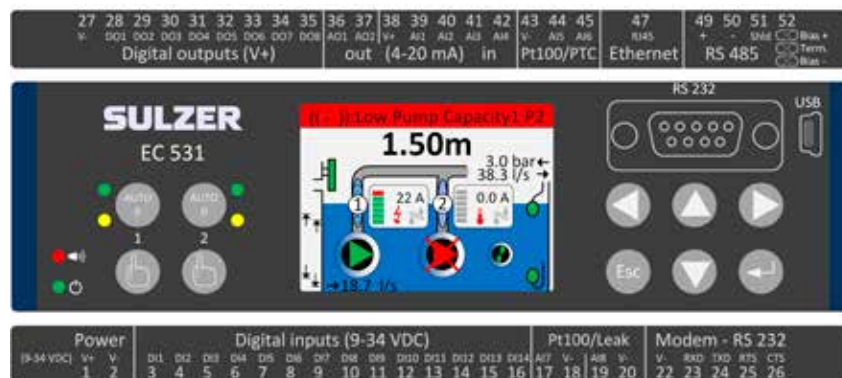 27 28 29 30 31 32 33 34 35 36 37 38 39 40 41 42 43 44 45 47 49 50 51 52
V- DO1 DO2 DO3 DO4 DO5 DO6 DO7 DO8 AO1 AO2 V+ AI1 AI2 AI3 AI4 V- AI5 AI6 RJ45 + - Shld Bias +
Term.
Bias -
Digital outputs (V+) out (4-20 mA) in Pt100/PTC Ethernet RS 485
RS 232
USB
SULZER
EC 531
((-)):Low Pump Capacity1 P2
1.50m
3.0 bar
38.3 l/s
1 22 A 2 0.0 A
18.7 l/s
AUTO
0
AUTO
0
1 2
Esc
Power Digital inputs (9-34 VDC) Pt100/Leak Modem - RS 232
(9-34 VDC) V+ V- DI1 DI2 DI3 DI4 DI5 DI6 DI7 DI8 DI9 DI10 DI11 DI12 DI13 DI14 AI7 V- AI8 V- V- RXD TXD RTS CTS
1 2 3 4 5 6 7 8 9 10 11 12 13 14 15 16 17 18 19 20 22 23 24 25 26